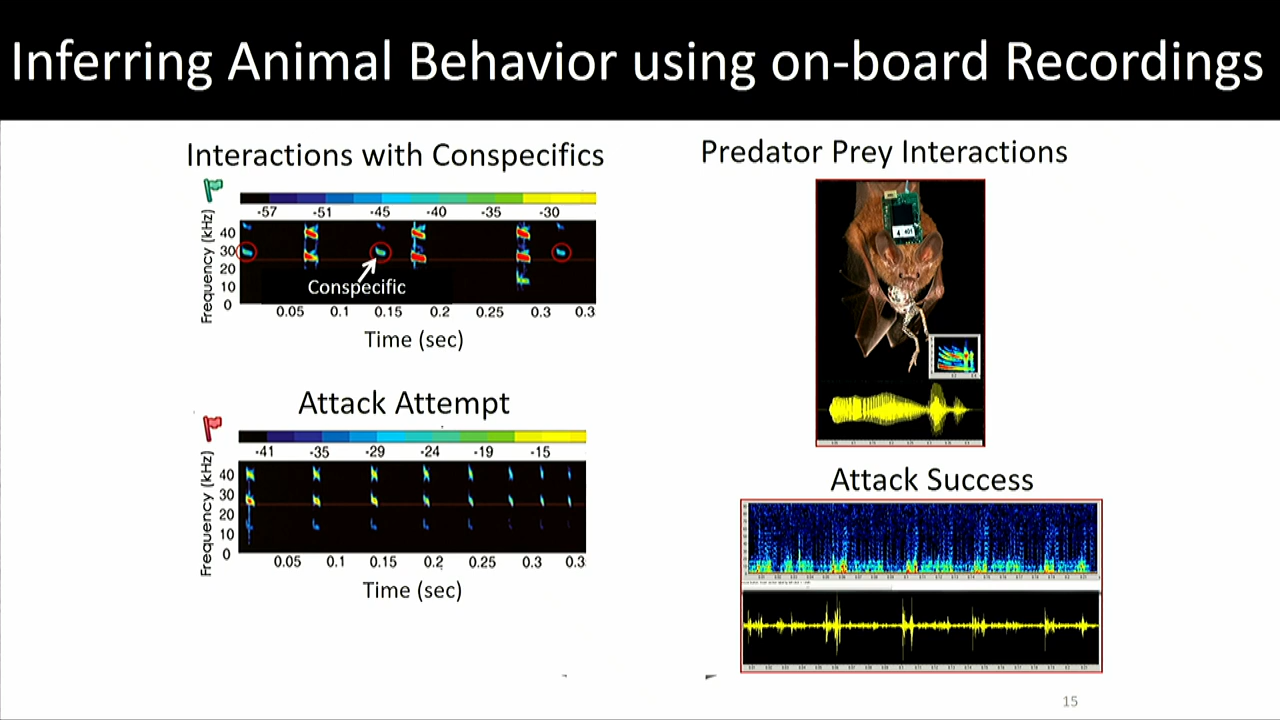 Inferring Animal Behavior using on-board Recordings
Interactions with Conspecifics
-57 -51 -45 -40 -35 -30
Frequency (kHz)
40
30
20
10
0
Conspecific
0.05 0.1 0.15 0.2 0.25 0.3 0.3
Time (sec)
Attack Attempt
-41 -35 -29 -24 -19 -15
Frequency (kHz)
40
30
20
10
0
0.05 0.1 0.15 0.2 0.25 0.3 0.3
Time (sec)
Predator Prey Interactions
Attack Success
15